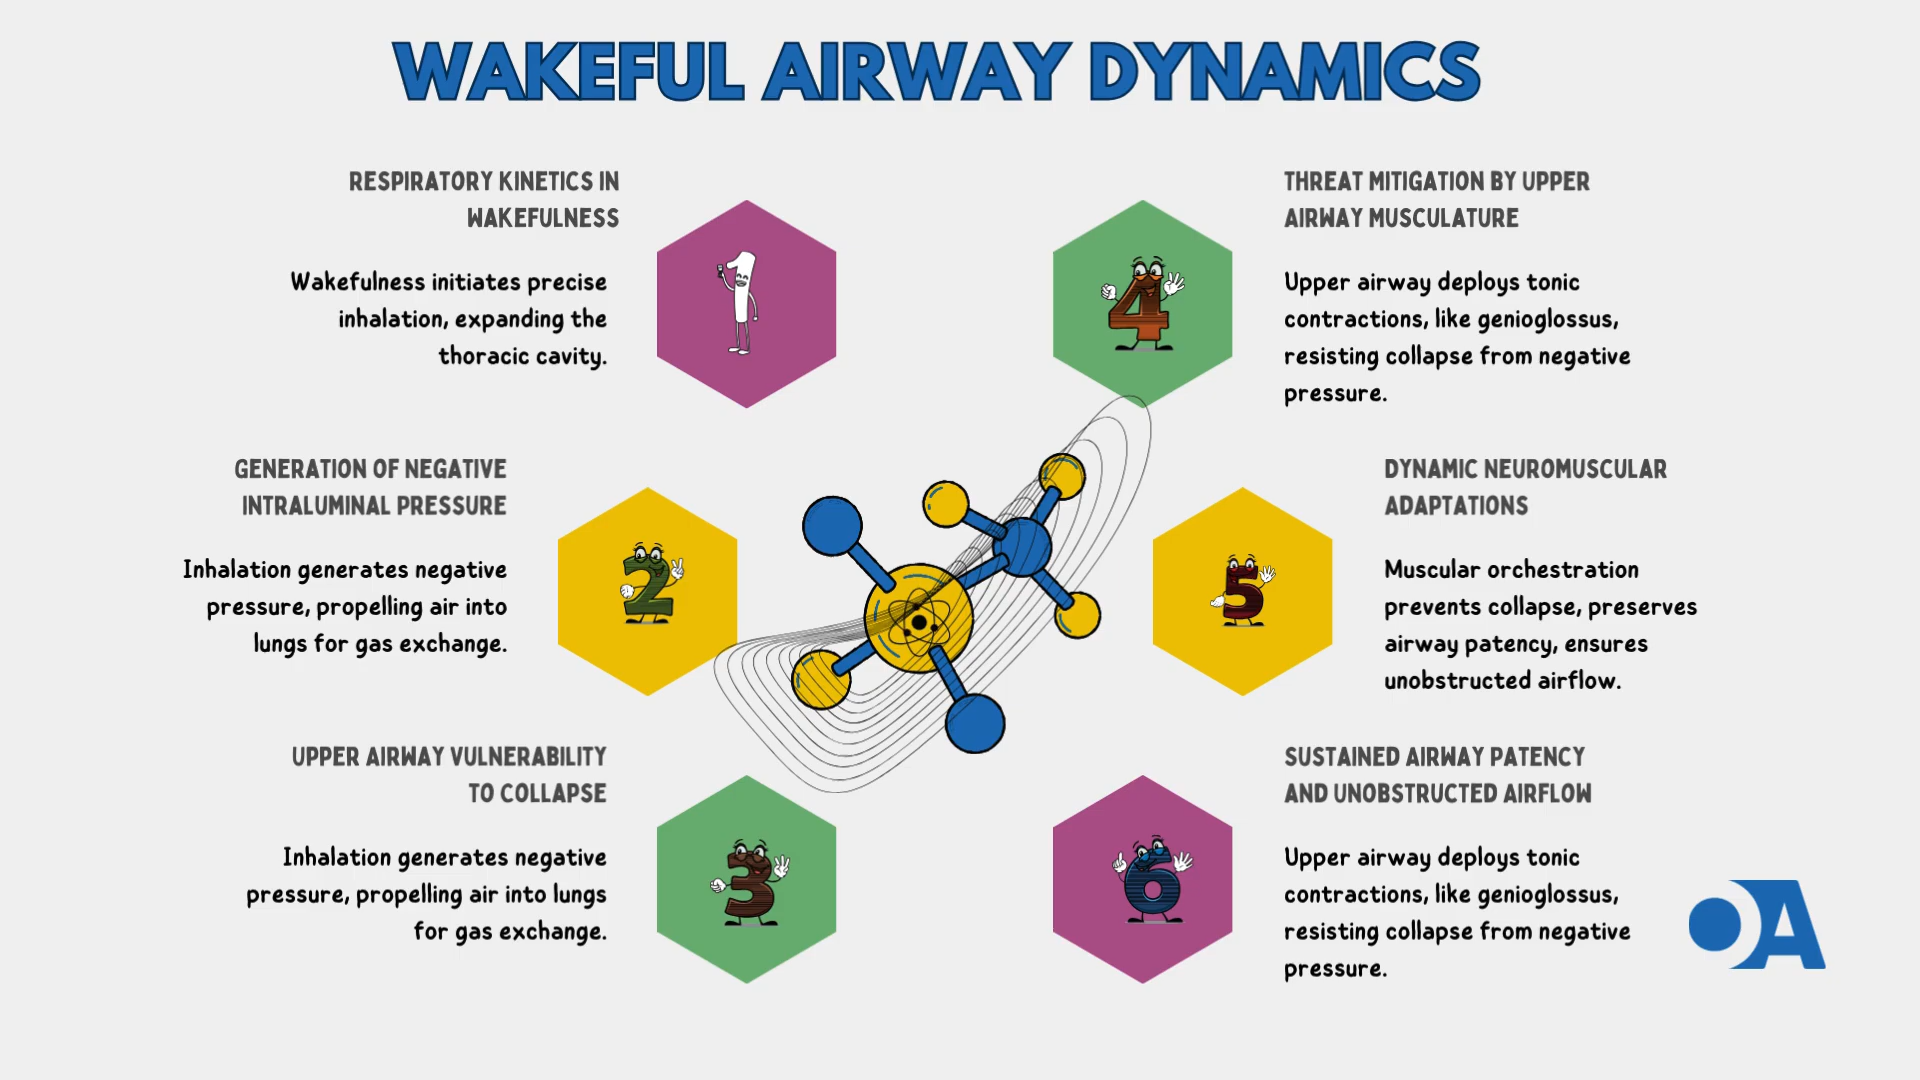 WAKEFUL AIRWAY DYNAMICS
RESPIRATORY KINETICS IN
WAKEFULNESS
Wakefulness initiates precise
inhalation, expanding the
thoracic cavity.
1
GENERATION OF NEGATIVE
INTRALUMINAL PRESSURE
Inhalation generates negative
pressure, propelling air into
lungs for gas exchange.
2
UPPER AIRWAY VULNERABILITY
TO COLLAPSE
Inhalation generates negative
pressure, propelling air into lungs
for gas exchange.
3
THREAT MITIGATION BY UPPER
AIRWAY MUSCULATURE
Upper airway deploys tonic
contractions, like genioglossus,
resisting collapse from negative
pressure.
4
DYNAMIC NEUROMUSCULAR
ADAPTATIONS
Muscular orchestration
prevents collapse, preserves
airway patency, ensures
unobstructed airflow.
5
SUSTAINED AIRWAY PATENCY
AND UNOBSTRUCTED AIRFLOW
Upper airway deploys tonic
contractions, like genioglossus,
resisting collapse from negative
pressure.
6
OA